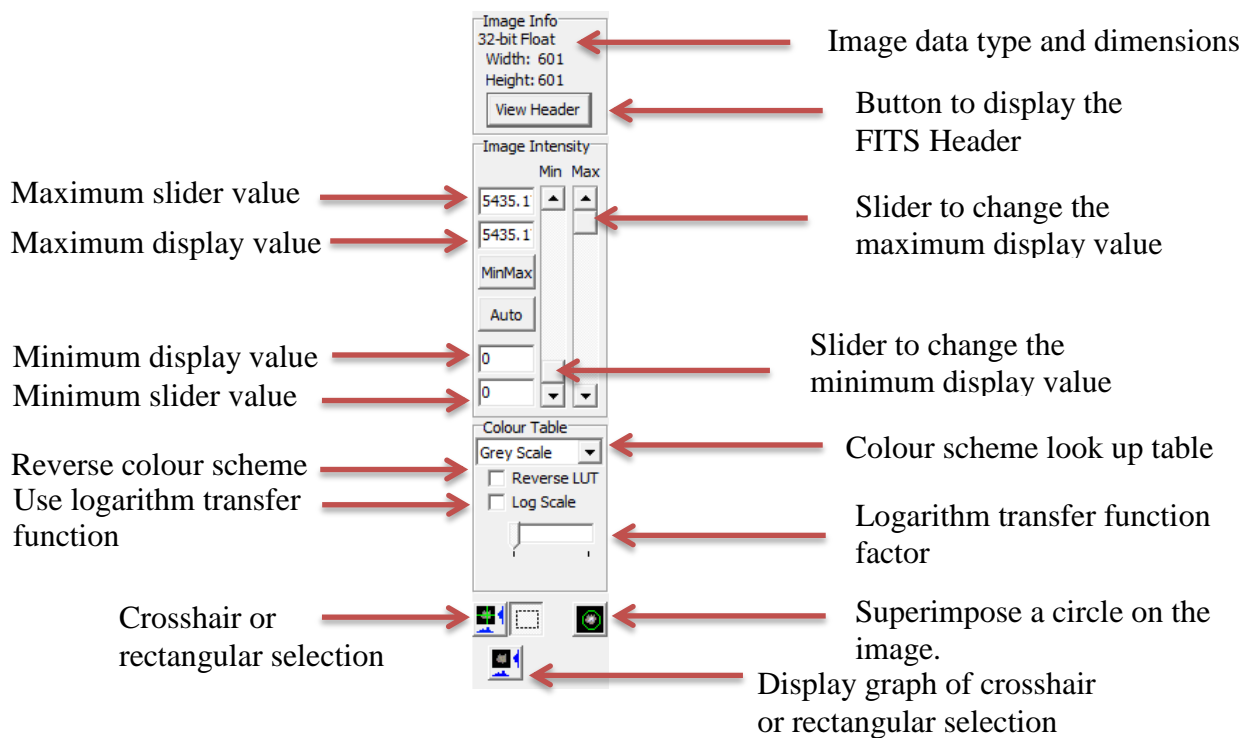 Image Info
32-bit Float
Width: 601
Height: 601
View Header
Image data type and dimensions
Button to display the
FITS Header
Image Intensity
Min Max
Maximum slider value
5435.1
Maximum display value
5435.1
Slider to change the
maximum display value
MinMax
Auto
Minimum display value
0
Minimum slider value
0
Slider to change the
minimum display value
Colour Table
Grey Scale
Colour scheme look up table
Reverse colour scheme
Reverse LUT
Use logarithm transfer
function
Log Scale
Logarithm transfer function
factor
Crosshair or
rectangular selection
Superimpose a circle on the
image.
Display graph of crosshair
or rectangular selection